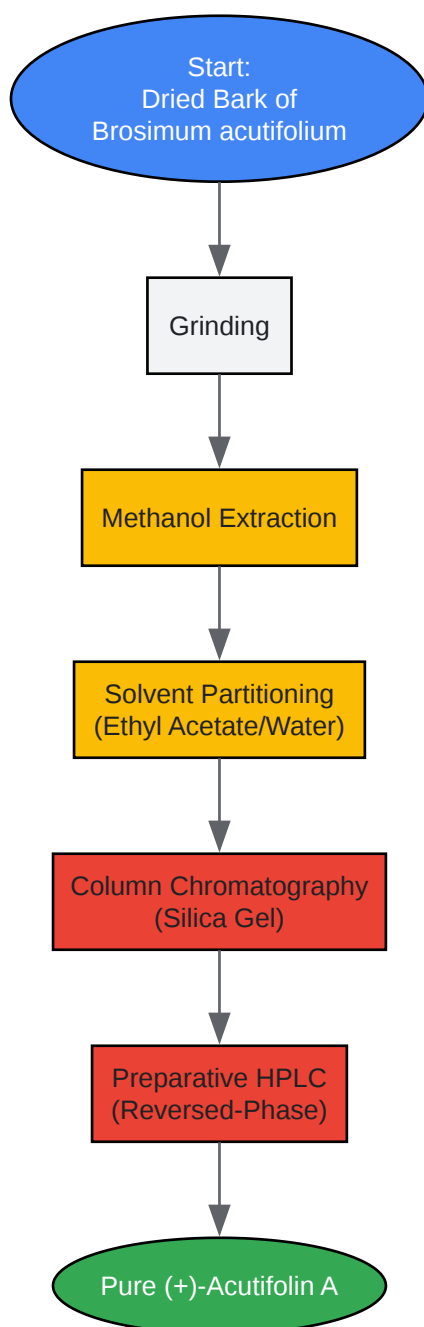 Start:
Dried Bark of
Brosimum acutifolium
Grinding
Methanol Extraction
Solvent Partitioning
(Ethyl Acetate/Water)
Column Chromatography
(Silica Gel)
Preparative HPLC
(Reversed-Phase)
Pure (+)-Acutifolin A